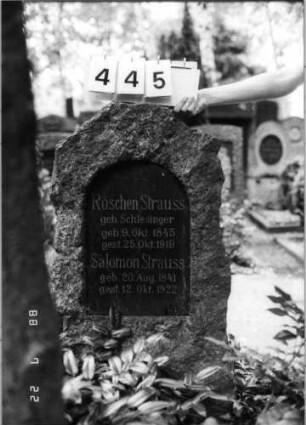 445
Röschen Strauss
geb. Schlesinger
geb. 9. Okt. 1845
gest. 25. Okt. 1919
Salomon Strauss
geb. 20. Aug. 1841
gest. 12. Okt. 1922
22 7 88